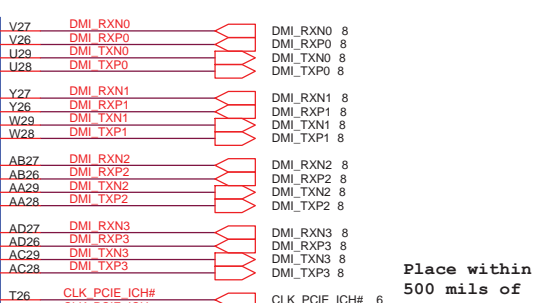 V27 DMI_RXN0 DMI_RXN0 8
V26 DMI_RXP0 DMI_RXP0 8
U29 DMI_TXN0 DMI_TXN0 8
U28 DMI_TXP0 DMI_TXP0 8
Y27 DMI_RXN1 DMI_RXN1 8
Y26 DMI_RXP1 DMI_RXP1 8
W29 DMI_TXN1 DMI_TXN1 8
W28 DMI_TXP1 DMI_TXP1 8
AB27 DMI_RXN2 DMI_RXN2 8
AB26 DMI_RXP2 DMI_RXP2 8
AA29 DMI_TXN2 DMI_TXN2 8
AA28 DMI_TXP2 DMI_TXP2 8
AD27 DMI_RXN3 DMI_RXN3 8
AD26 DMI_RXP3 DMI_RXP3 8
AC29 DMI_TXN3 DMI_TXN3 8
AC28 DMI_TXP3 DMI_TXP3 8
Place within
500 mils of
T26 CLK_PCIE_ICH# CLK_PCIE_ICH# 6